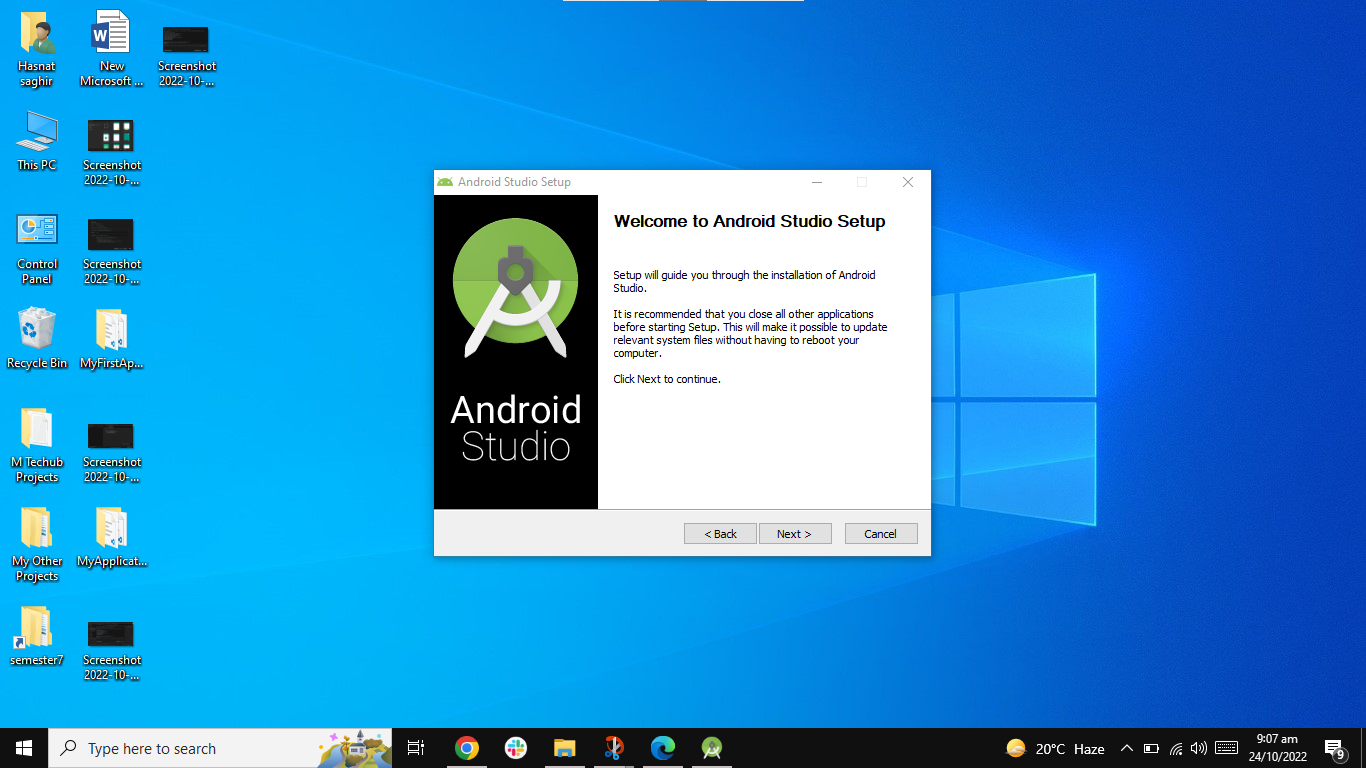 Hasnat
saghir
New
Microsoft ...
Screenshot
2022-10-...
This PC
Screenshot
2022-10-...
Control
Panel
Screenshot
2022-10-...
Recycle Bin
MyFirstAp...
M Techub
Projects
Screenshot
2022-10-...
My Other
Projects
MyApplicat...
semester7
Screenshot
2022-10-...
Android Studio Setup
Android
Studio
Welcome to Android Studio Setup
Setup will guide you through the installation of Android
Studio.
It is recommended that you close all other applications
before starting Setup. This will make it possible to update
relevant system files without having to reboot your
computer.
Click Next to continue.
< Back
Next >
Cancel
Type here to search
20°C Haze
9:07 am
24/10/2022
9